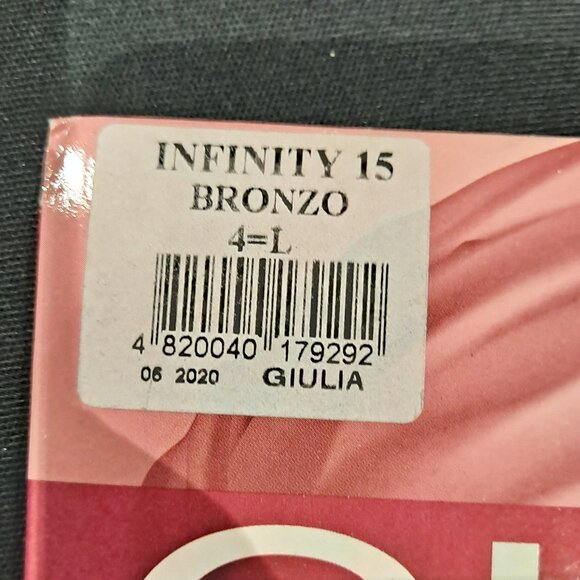 INFINITY 15
BRONZO
4=L
4 820040 179292
06 2020 GIULIA